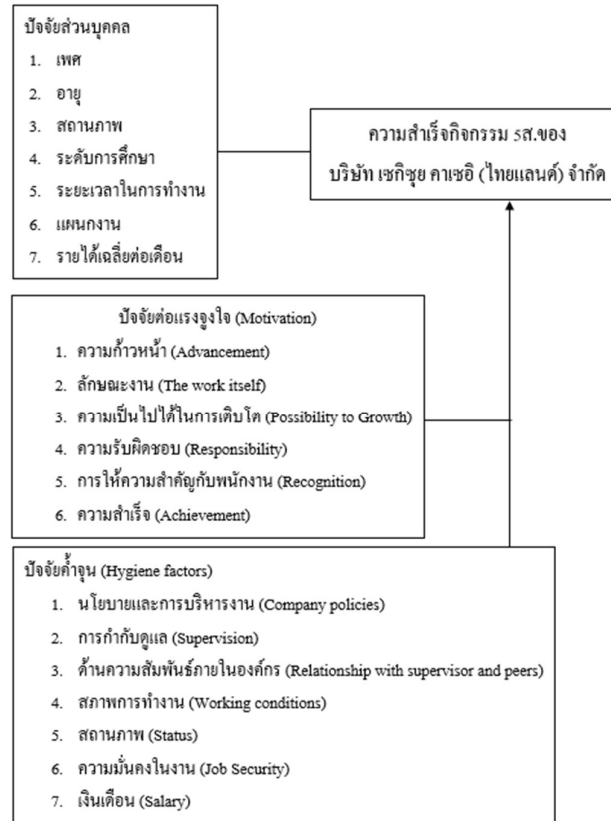 ปัจจัยส่วนบุคคล
1. เพศ
2. อายุ
3. สถานภาพ
4. ระดับการศึกษา
5. ระยะเวลาในการทำงาน
6. แผนกงาน
7. รายได้เฉลี่ยต่อเดือน
ความสำเร็จกิจกรรม 5ส.ของ
บริษัท เซกิซุย คาเซอิ (ไทยแลนด์) จำกัด
ปัจจัยต่อแรงจูงใจ (Motivation)
1. ความก้าวหน้า (Advancement)
2. ลักษณะงาน (The work itself)
3. ความเป็นไปได้ในการเติบโต (Possibility to Growth)
4. ความรับผิดชอบ (Responsibility)
5. การให้ความสำคัญกับพนักงาน (Recognition)
6. ความสำเร็จ (Achievement)
ปัจจัยค้ำจุน (Hygiene factors)
1. นโยบายและการบริหารงาน (Company policies)
2. การกำกับดูแล (Supervision)
3. ด้านความสัมพันธ์ภายในองค์กร (Relationship with supervisor and peers)
4. สภาพการทำงาน (Working conditions)
5. สถานภาพ (Status)
6. ความมั่นคงในงาน (Job Security)
7. เงินเดือน (Salary)